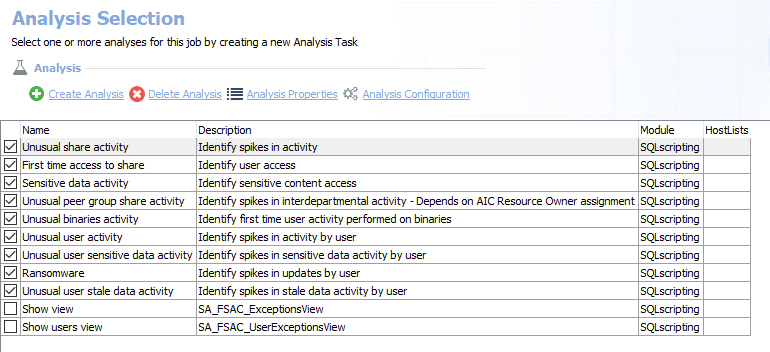 Analysis Selection
Select one or more analyses for this job by creating a new Analysis Task
Analysis
Create Analysis Delete Analysis Analysis Properties Analysis Configuration
Name Description Module HostLists
Unusual share activity Identify spikes in activity SQLscripting
First time access to share Identify user access SQLscripting
Sensitive data activity Identify sensitive content access SQLscripting
Unusual peer group share activity Identify spikes in interdepartmental activity - Depends on AIC Resource Owner assignment SQLscripting
Unusual binaries activity Identify first time user activity performed on binaries SQLscripting
Unusual user activity Identify spikes in activity by user SQLscripting
Unusual user sensitive data activity Identify spikes in sensitive data activity by user SQLscripting
Ransomware Identify spikes in updates by user SQLscripting
Unusual user stale data activity Identify spikes in stale data activity by user SQLscripting
Show view SA_FSAC_ExceptionsView SQLscripting
Show users view SA_FSAC_UserExceptionsView SQLscripting